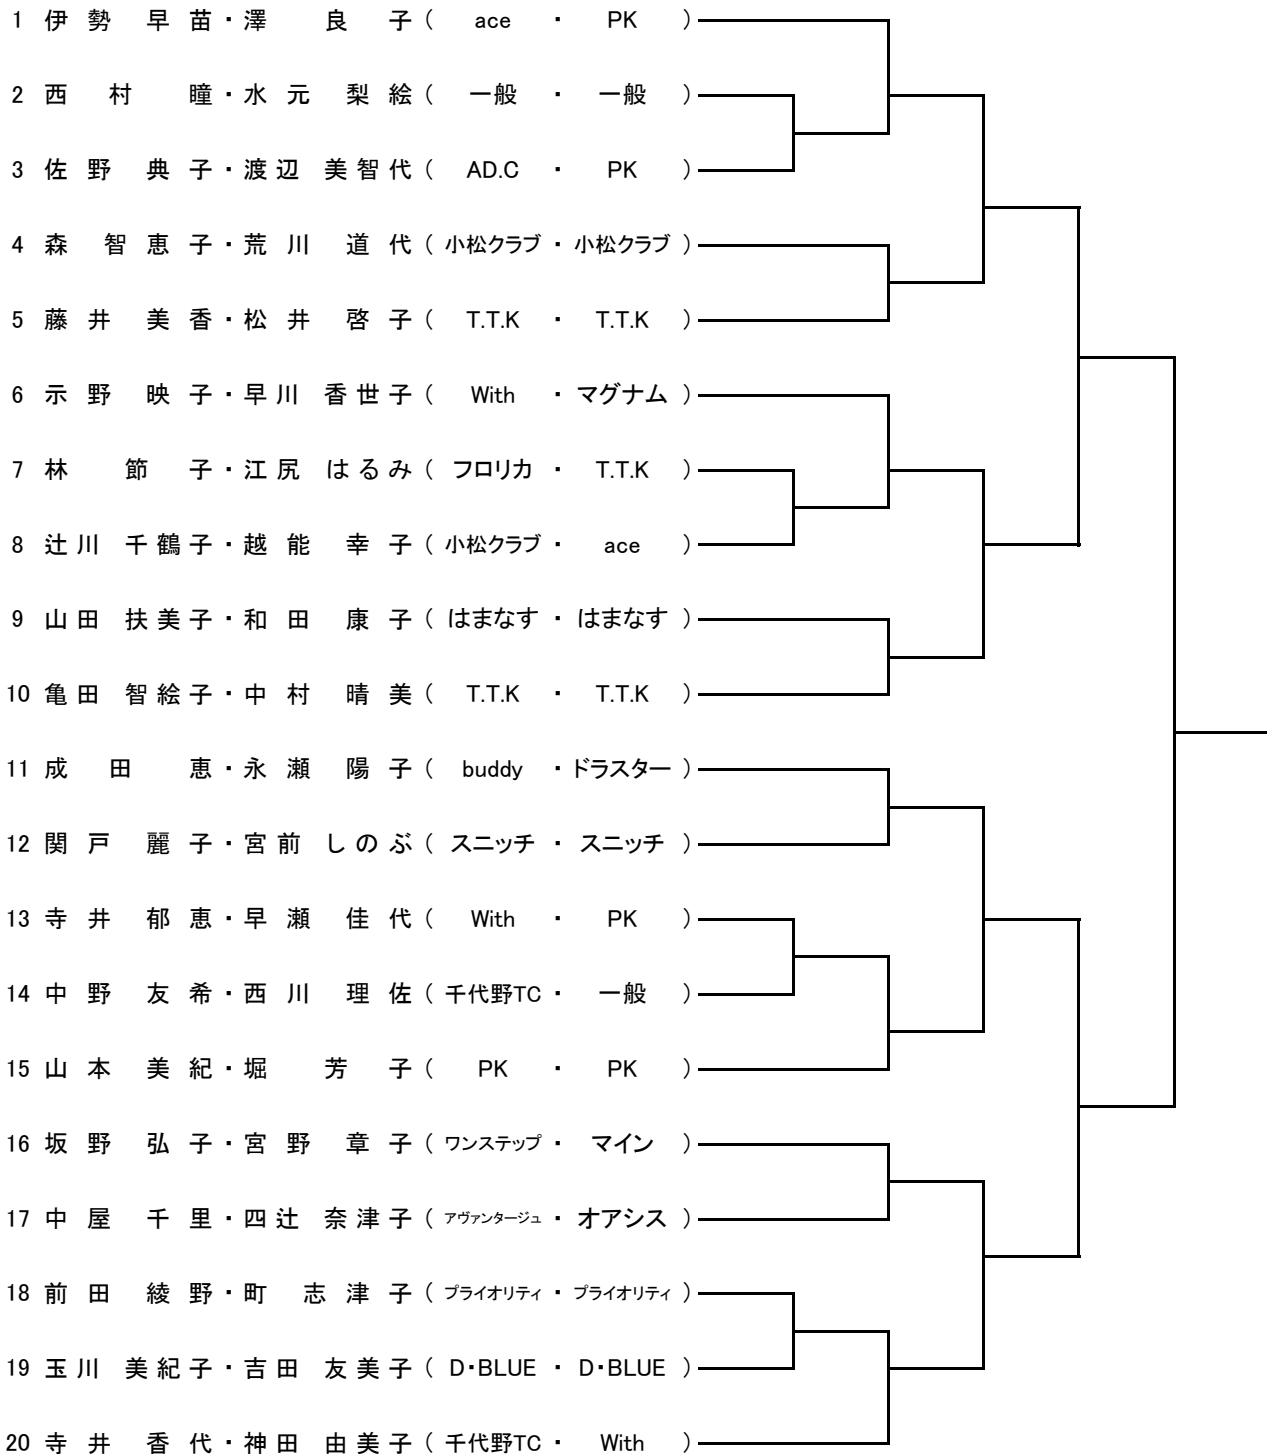 1 伊勢 早苗・澤 良子 ( ace ・ PK )
2 西村 瞳・水元 梨絵 ( 一般 ・ 一般 )
3 佐野 典子・渡辺 美智代 ( AD.C ・ PK )
4 森 智恵子・荒川 道代 ( 小松クラブ ・ 小松クラブ )
5 藤井 美香・松井 啓子 ( T.T.K ・ T.T.K )
6 示野 映子・早川 香世子 ( With ・ マグナム )
7 林 節子・江尻 はるみ ( フロリカ ・ T.T.K )
8 辻川 千鶴子・越能 幸子 ( 小松クラブ ・ ace )
9 山田 扶美子・和田 康子 ( はまなす ・ はまなす )
10 亀田 智絵子・中村 晴美 ( T.T.K ・ T.T.K )
11 成田 恵・永瀬 陽子 ( buddy ・ ドラスター )
12 関戸 麗子・宮前 しのぶ ( スニッチ ・ スニッチ )
13 寺井 郁恵・早瀬 佳代 ( With ・ PK )
14 中野 友希・西川 理佐 ( 千代野TC ・ 一般 )
15 山本 美紀・堀 芳子 ( PK ・ PK )
16 坂野 弘子・宮野 章子 ( ワンステップ ・ マイン )
17 中屋 千里・四辻 奈津子 ( アヴァンタージュ ・ オアシス )
18 前田 綾野・町 志津子 ( プライオリティ ・ プライオリティ )
19 玉川 美紀子・吉田 友美子 ( D・BLUE ・ D・BLUE )
20 寺井 香代・神田 由美子 ( 千代野TC ・ With )